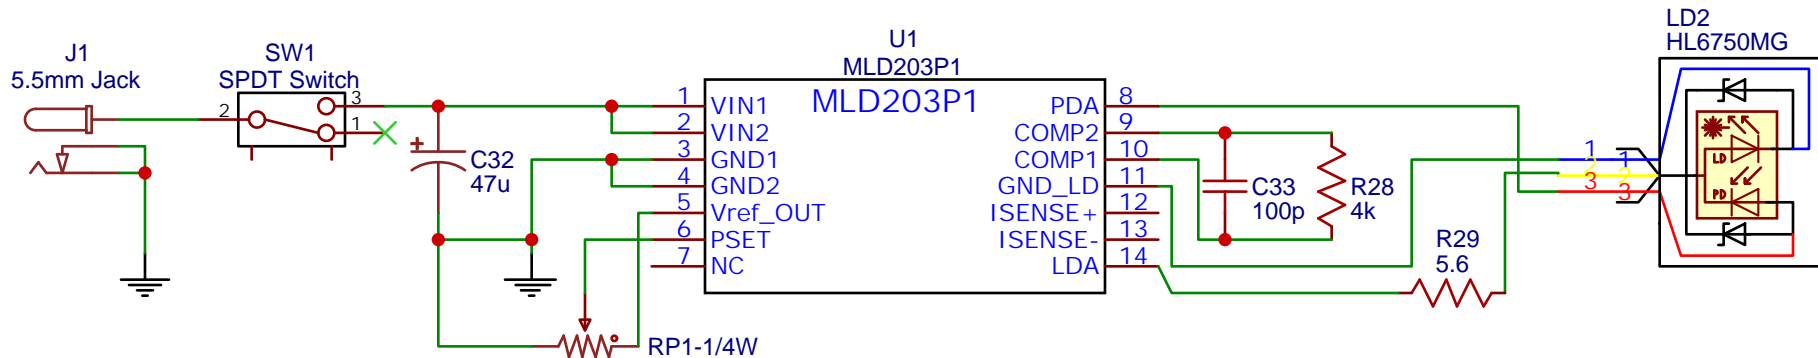 J1
5.5mm Jack
SW1
SPDT Switch
2
3
1
C32
47u
+
U1
MLD203P1
MLD203P1
1 VIN1
2 VIN2
3 GND1
4 GND2
5 Vref_OUT
6 PSET
7 NC
PDA 8
COMP2 9
COMP1 10
GND_LD 11
ISENSE+ 12
ISENSE- 13
LDA 14
RP1-1/4W
C33
100p
R28
4k
R29
5.6
LD2
HL6750MG
1 1
2 2
3 3
LD
PD